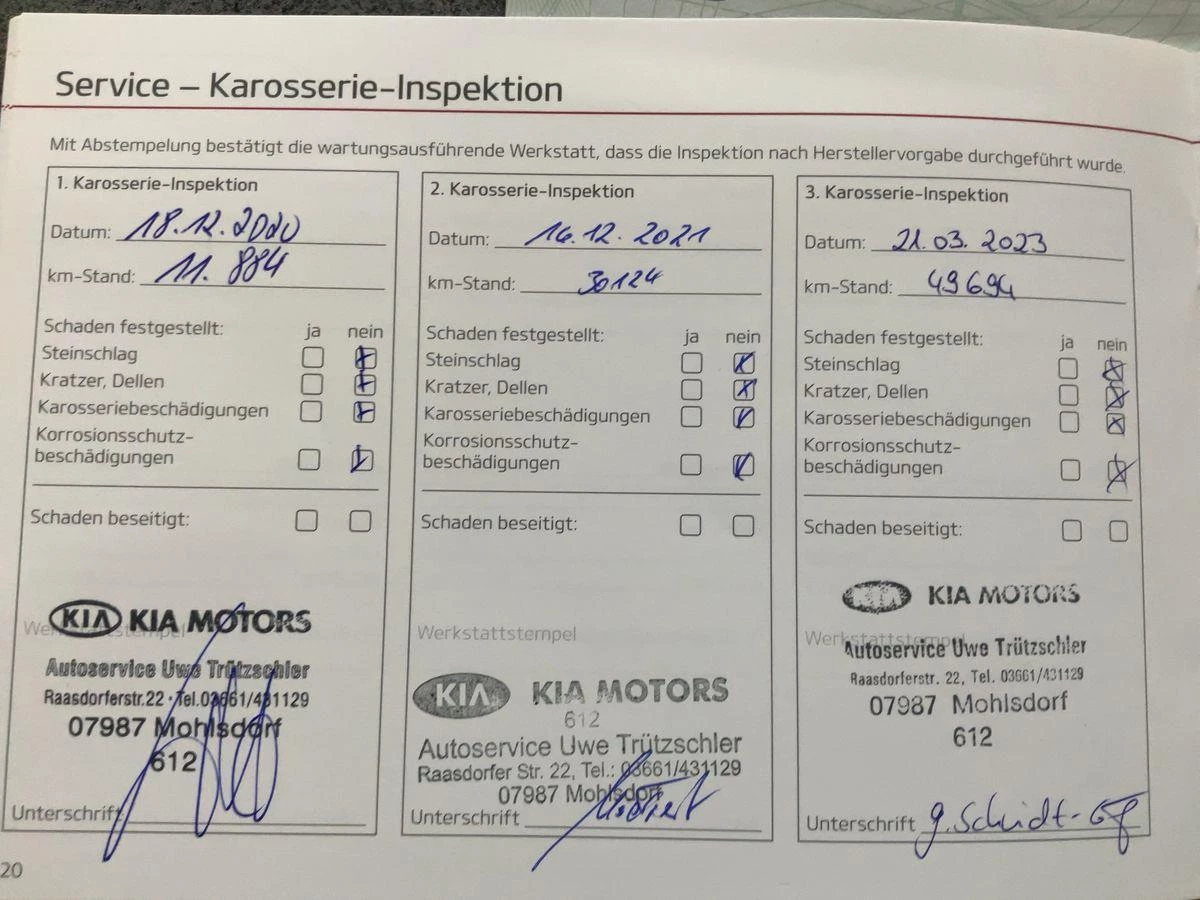 Service – Karosserie-Inspektion
Mit Abstempelung bestätigt die wartungsausführende Werkstatt, dass die Inspektion nach Herstellervorgabe durchgeführt wurde.
1. Karosserie-Inspektion
Datum: 18.12.2020
km-Stand: 11.884
Schaden festgestellt: ja nein
Steinschlag
Kratzer, Dellen
Karosseriebeschädigungen
Korrosionsschutz-
beschädigungen
Schaden beseitigt:
Werkstattstempel
KIA KIA MOTORS
Autoservice Uwe Trützschler
Raasdorferstr.22 · Tel.03661/431129
07987 Mohlsdorf
612
Unterschrift
2. Karosserie-Inspektion
Datum: 16.12.2021
km-Stand: 30124
Schaden festgestellt: ja nein
Steinschlag
Kratzer, Dellen
Karosseriebeschädigungen
Korrosionsschutz-
beschädigungen
Schaden beseitigt:
Werkstattstempel
KIA KIA MOTORS
612
Autoservice Uwe Trützschler
Raasdorfer Str. 22, Tel.: 03661/431129
07987 Mohlsdorf
Unterschrift
3. Karosserie-Inspektion
Datum: 21.03.2023
km-Stand: 49694
Schaden festgestellt: ja nein
Steinschlag
Kratzer, Dellen
Karosseriebeschädigungen
Korrosionsschutz-
beschädigungen
Schaden beseitigt:
Werkstattstempel
KIA KIA MOTORS
Autoservice Uwe Trützschler
Raasdorferstr. 22, Tel. 03661/431129
07987 Mohlsdorf
612
Unterschrift
20